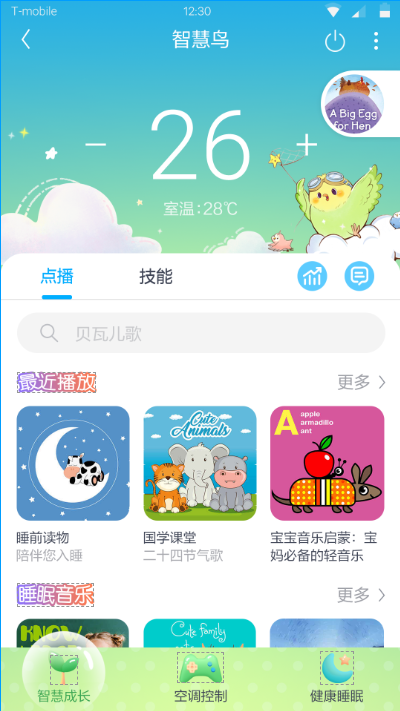 T-mobile
12:30
智慧鸟
A Big Egg
for Hen
26
室温:28℃
点播
技能
贝瓦儿歌
最近播放
更多
Cute
Animals
A
apple
armadillo
ant
睡前读物
陪伴您入睡
国学课堂
二十四节气歌
宝宝音乐启蒙：宝
妈必备的轻音乐
睡眠音乐
更多
KNOW
Cute family
智慧成长
空调控制
健康睡眠